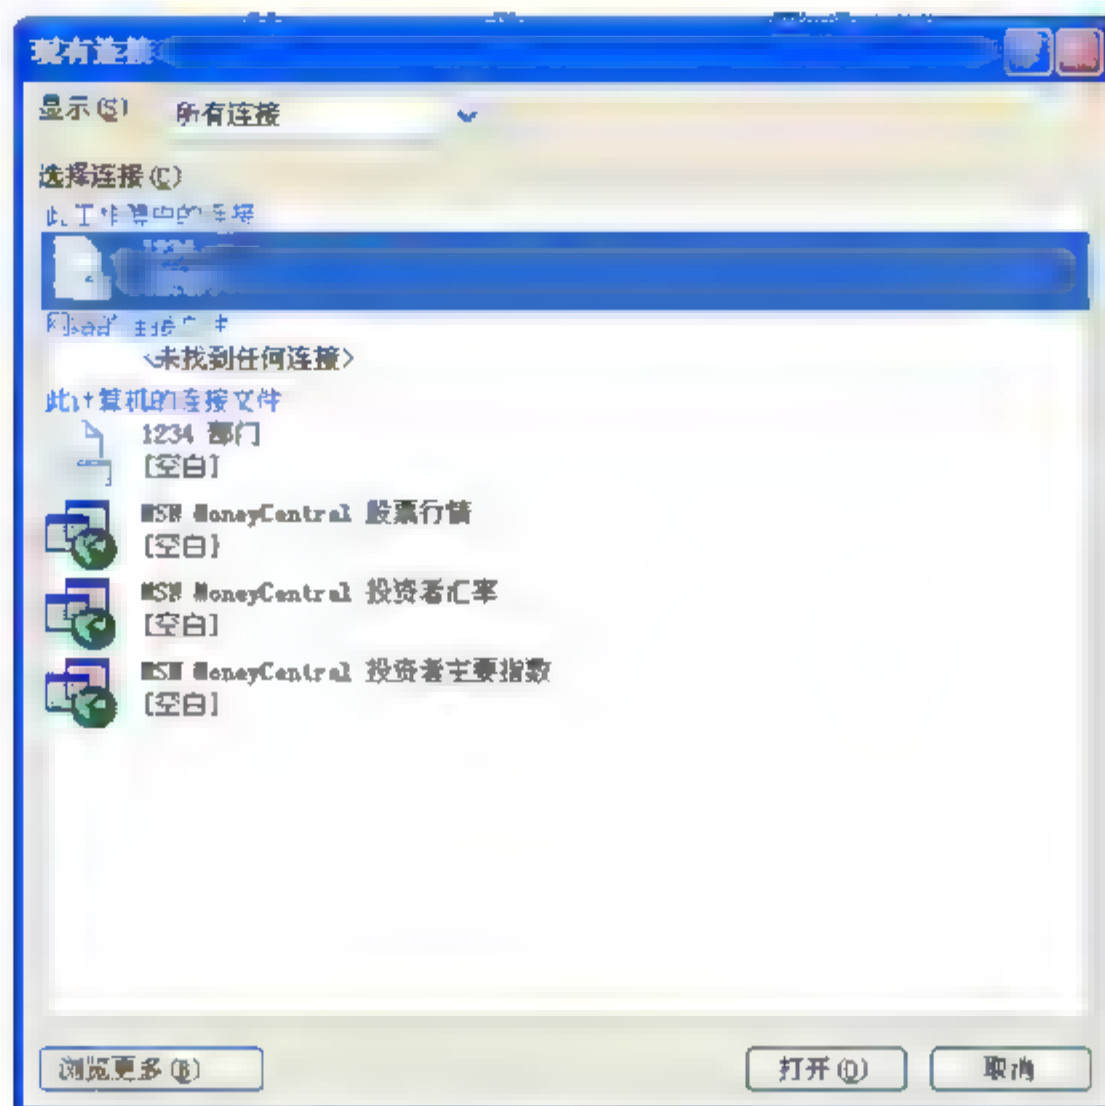 现有连接
显示(S) 所有连接
选择连接(C)
此工作簿中的连接
1234
<未找到任何连接>
此计算机的连接文件
1234 部门
[空白]
MSN MoneyCentral 股票行情
[空白]
MSN MoneyCentral 投资者汇率
[空白]
MSN MoneyCentral 投资者主要指数
[空白]
浏览更多(B) 打开(O) 取消